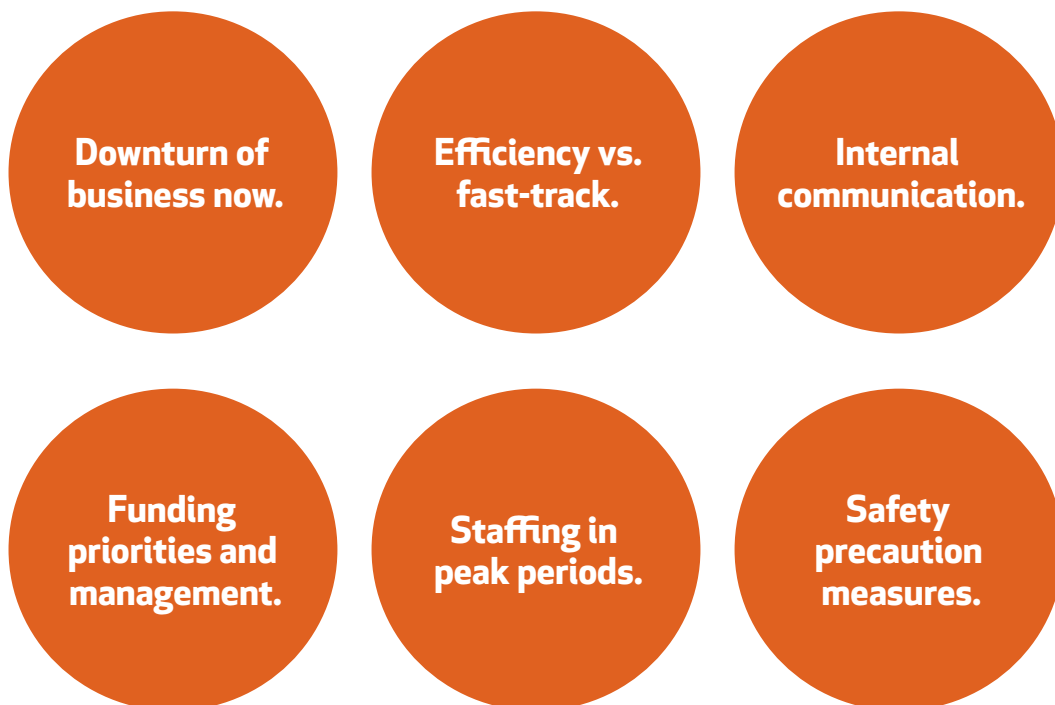 Downturn of
business now.
Efficiency vs.
fast-track.
Internal
communication.
Funding
priorities and
management.
Staffing in
peak periods.
Safety
precaution
measures.